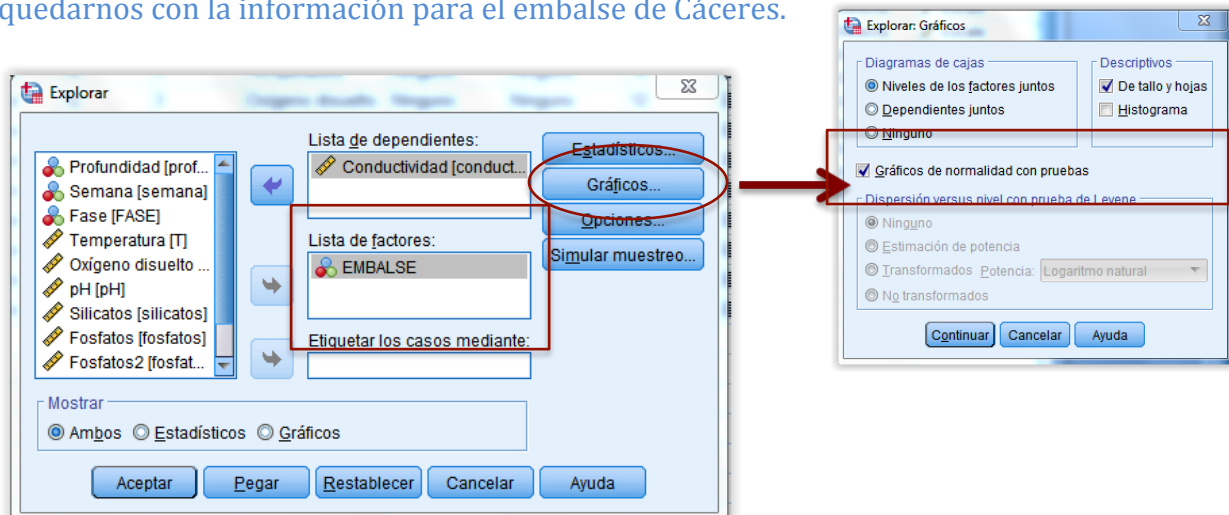 quedarnos con la información para el embalse de Cáceres.
Explorar
Lista de dependientes:
Conductividad [conduct...
Profundidad [prof...
Semana [semana]
Fase [FASE]
Temperatura [T]
Oxígeno disuelto ...
pH [pH]
Silicatos [silicatos]
Fosfatos [fosfatos]
Fosfatos2 [fosfat...
Lista de factores:
EMBALSE
Etiquetar los casos mediante:
Estadísticos...
Gráficos...
Opciones...
Simular muestreo...
Mostrar
Ambos Estadísticos Gráficos
Aceptar Pegar Restablecer Cancelar Ayuda
Explorar: Gráficos
Diagramas de cajas
Niveles de los factores juntos
Dependientes juntos
Ninguno
Descriptivos
De tallo y hojas
Histograma
Gráficos de normalidad con pruebas
Dispersión versus nivel con prueba de Levene
Ninguno
Estimación de potencia
Transformados Potencia: Logaritmo natural
No transformados
Continuar Cancelar Ayuda